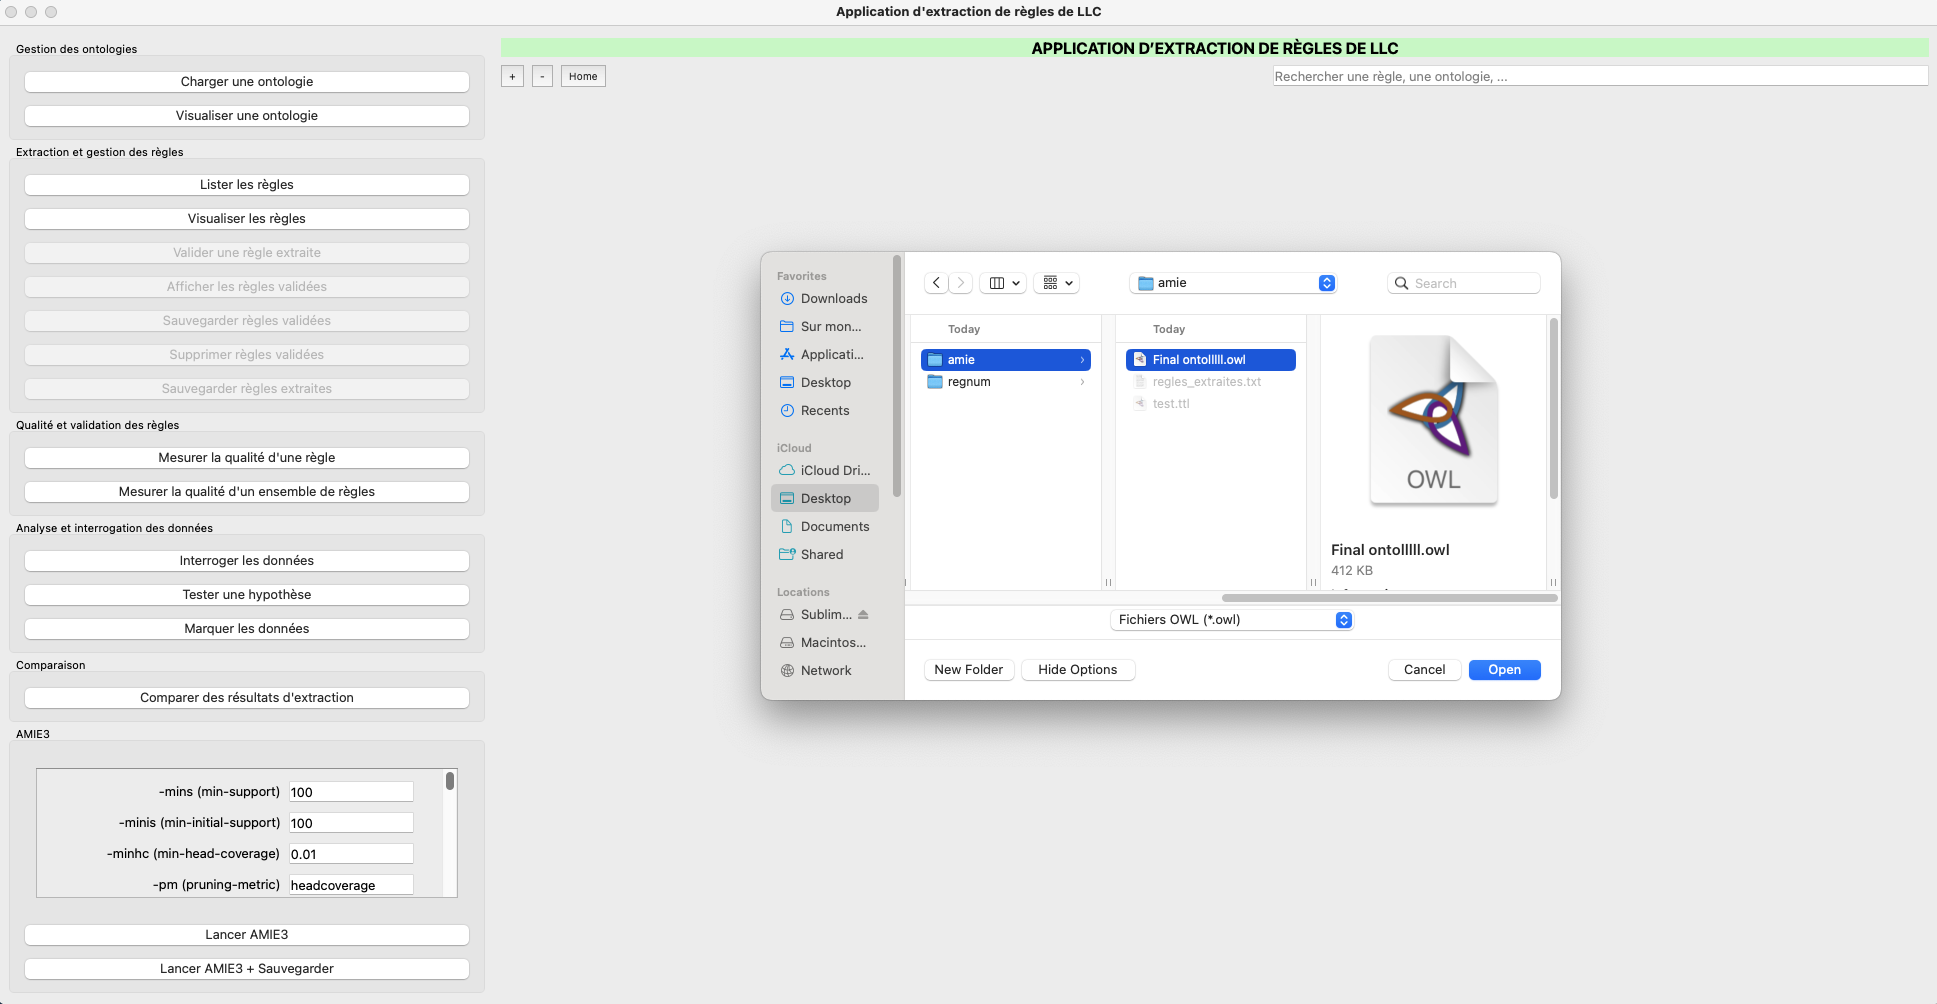 Application d'extraction de règles de LLC
Gestion des ontologies
Charger une ontologie
Visualiser une ontologie
Extraction et gestion des règles
Lister les règles
Visualiser les règles
Valider une règle extraite
Afficher les règles validées
Sauvegarder règles validées
Supprimer règles validées
Sauvegarder règles extraites
Qualité et validation des règles
Mesurer la qualité d'une règle
Mesurer la qualité d'un ensemble de règles
Analyse et interrogation des données
Interroger les données
Tester une hypothèse
Marquer les données
Comparaison
Comparer des résultats d'extraction
AMIE3
-mins (min-support) 100
-minis (min-initial-support) 100
-minhc (min-head-coverage) 0.01
-pm (pruning-metric) headcoverage
Lancer AMIE3
Lancer AMIE3 + Sauvegarder
APPLICATION D'EXTRACTION DE RÈGLES DE LLC
+ - Home
Rechercher une règle, une ontologie, ...
Favorites
Downloads
Sur mon...
Applicati...
Desktop
Recents
iCloud
iCloud Dri...
Desktop
Documents
Shared
Locations
Sublim...
Macintos...
Network
amie
Search
Today
amie
regnum
Today
Final ontolllll.owl
regles_extraites.txt
test.ttl
OWL
Final ontolllll.owl
412 KB
Fichiers OWL (*.owl)
New Folder
Hide Options
Cancel
Open